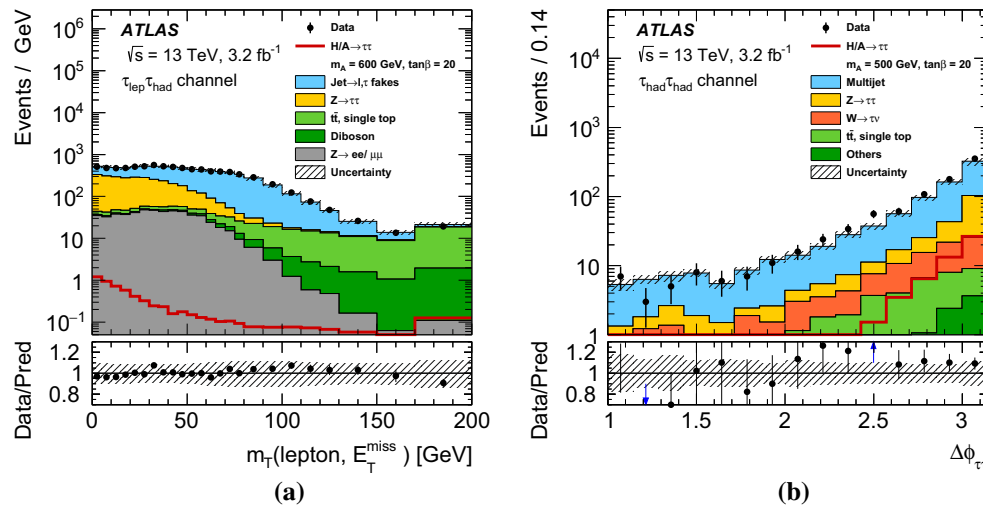 ATLAS
√s = 13 TeV, 3.2 fb⁻¹
τlepτhad channel
Data
H/A→ττ
mA = 600 GeV, tanβ = 20
Jet→l,τ fakes
Z→ττ
tt̄, single top
Diboson
Z→ ee/ μμ
Uncertainty
Events / GeV
10⁶
10⁵
10⁴
10³
10²
10
1
10⁻¹
Data/Pred
1.2
1
0.8
0 50 100 150 200
mT(lepton, ETmiss) [GeV]
(a)
ATLAS
√s = 13 TeV, 3.2 fb⁻¹
τhadτhad channel
Data
H/A→ττ
mA = 500 GeV, tanβ = 20
Multijet
Z→ττ
W→τν
tt̄, single top
Others
Uncertainty
Events / 0.14
10⁴
10³
10²
10
1
Data/Pred
1.2
1
0.8
1 1.5 2 2.5 3
Δϕτ
(b)